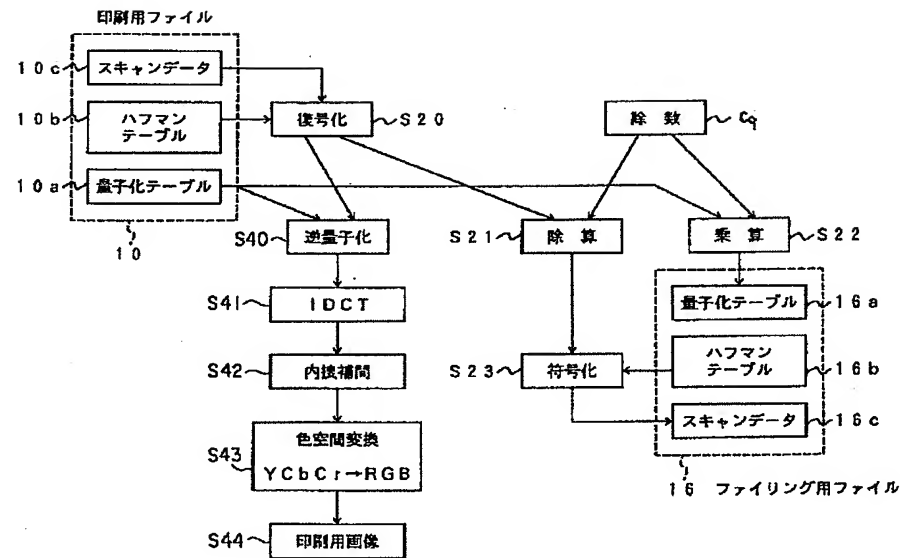 印刷用ファイル
10c
スキャンデータ
10b
ハフマン
テーブル
復号化
S20
除 数
Cq
10a
量子化テーブル
10
S40
逆量子化
S21
除 算
乗 算
S22
S41
IDCT
量子化テーブル
16a
S42
内挿補間
S23
符号化
ハフマン
テーブル
16b
スキャンデータ
16c
S43
色空間変換
YCbCr→RGB
16 ファイリング用ファイル
S44
印刷用画像